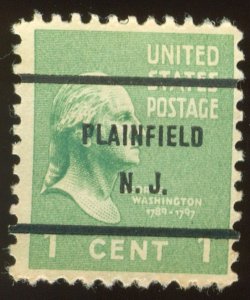 UNITED
STATES
POSTAGE
PLAINFIELD
N. J.
WASHINGTON
1789-1797
1 CENT 1